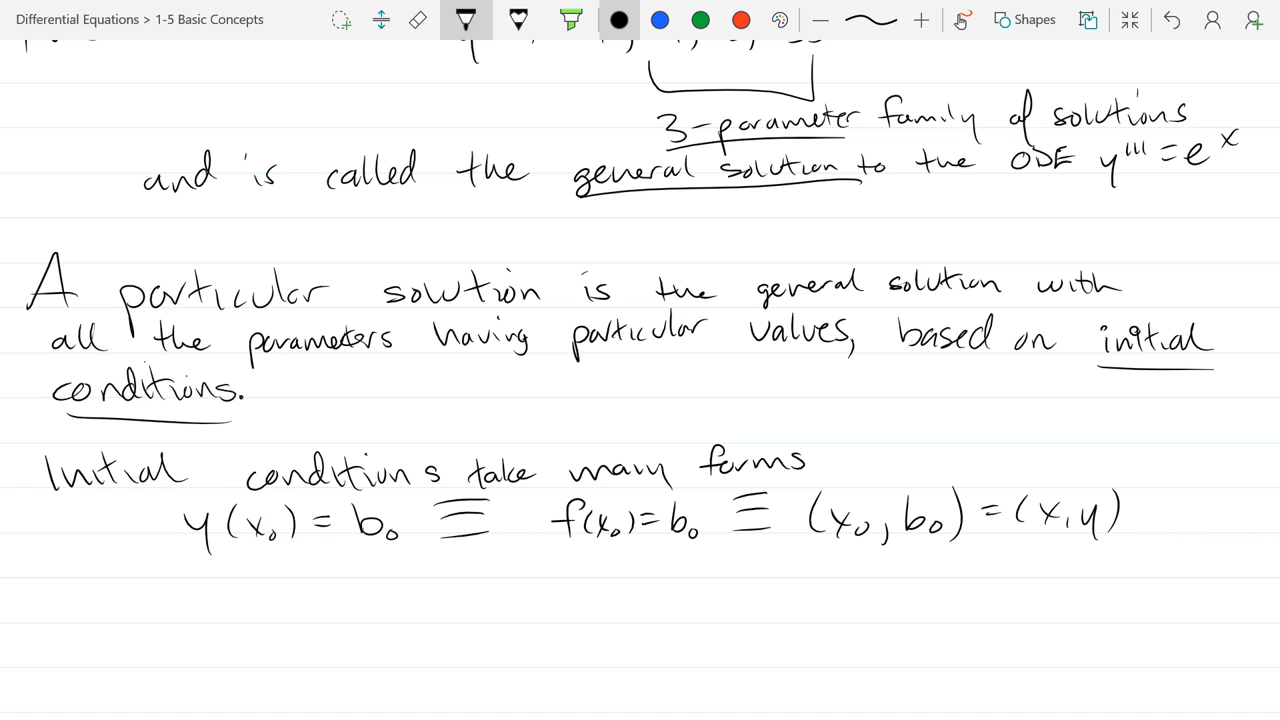 Differential Equations > 1-5 Basic Concepts
Shapes
3-parameter family of solutions
and is called the general solution to the ODE y''' = e^x
A particular solution is the general solution with
all the parameters having particular values, based on initial
conditions.
Initial conditions take many forms
y(x₀) = b₀ ≡ f(x₀) = b₀ ≡ (x₀, b₀) = (x, y)